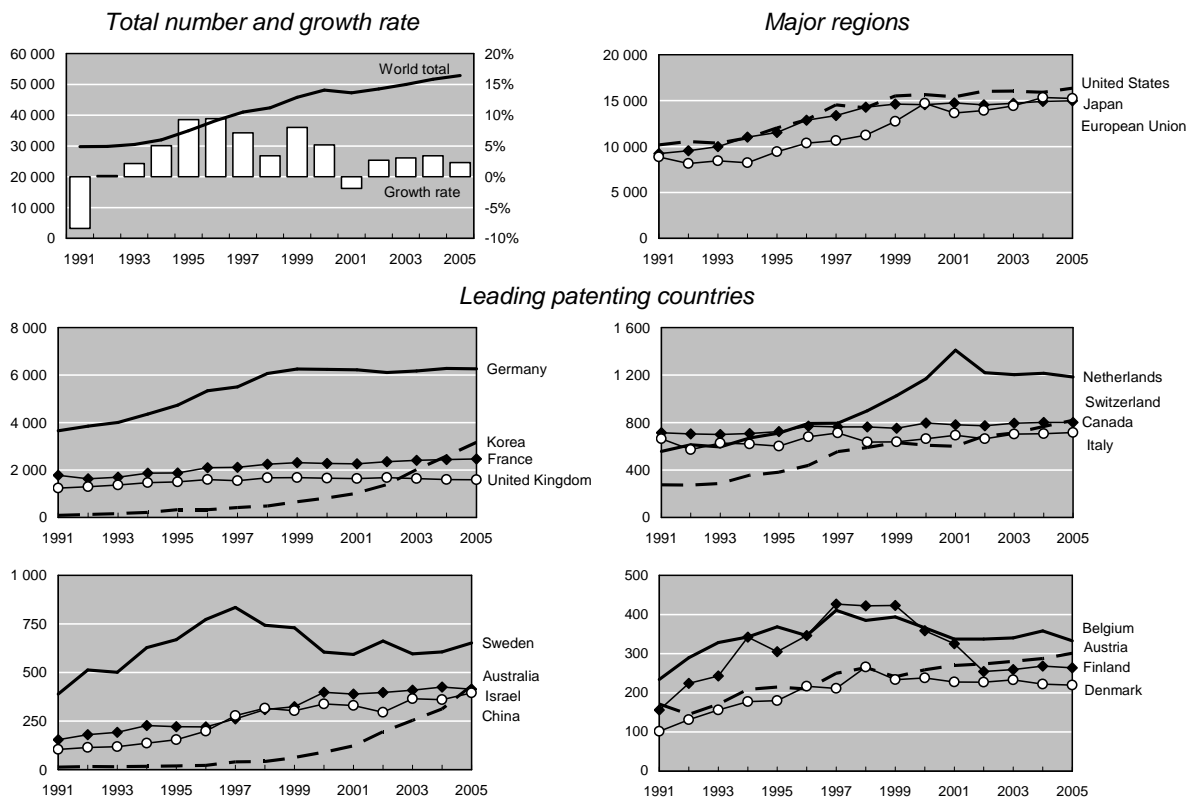 Total number and growth rate
60 000
50 000
40 000
30 000
20 000
10 000
0
20%
15%
10%
5%
0%
-5%
-10%
World total
Growth rate
1991 1993 1995 1997 1999 2001 2003 2005
Major regions
20 000
15 000
10 000
5 000
0
United States
Japan
European Union
1991 1993 1995 1997 1999 2001 2003 2005
Leading patenting countries
8 000
6 000
4 000
2 000
0
Germany
Korea
France
United Kingdom
1991 1993 1995 1997 1999 2001 2003 2005
1 600
1 200
800
400
0
Netherlands
Switzerland
Canada
Italy
1991 1993 1995 1997 1999 2001 2003 2005
1 000
750
500
250
0
Sweden
Australia
Israel
China
1991 1993 1995 1997 1999 2001 2003 2005
500
400
300
200
100
0
Belgium
Austria
Finland
Denmark
1991 1993 1995 1997 1999 2001 2003 2005